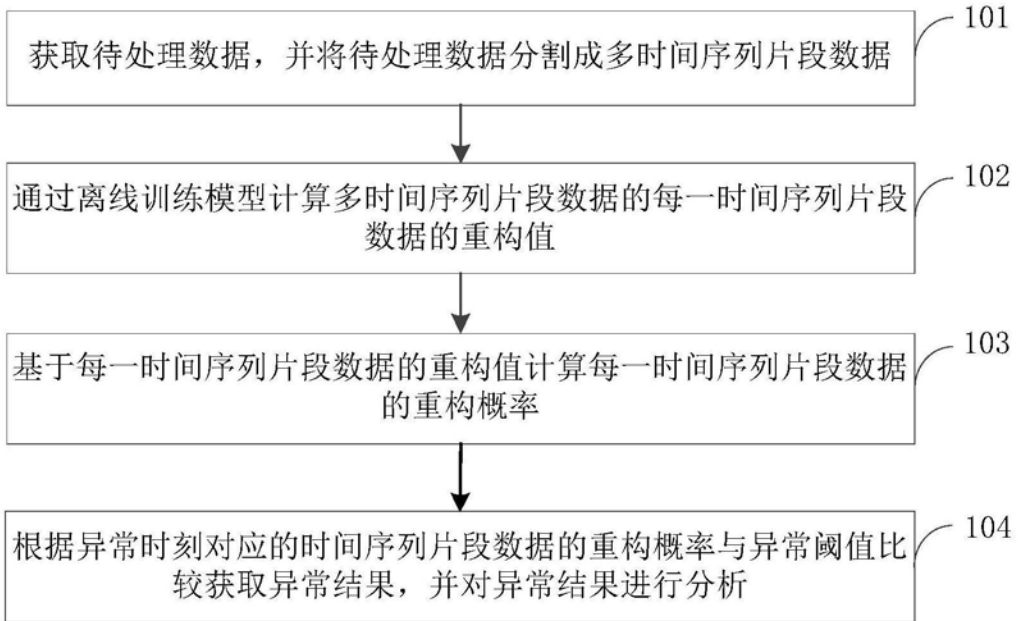 101
获取待处理数据，并将待处理数据分割成多时间序列片段数据
102
通过离线训练模型计算多时间序列片段数据的每一时间序列片段
数据的重构值
103
基于每一时间序列片段数据的重构值计算每一时间序列片段数据
的重构概率
104
根据异常时刻对应的时间序列片段数据的重构概率与异常阈值比
较获取异常结果，并对异常结果进行分析